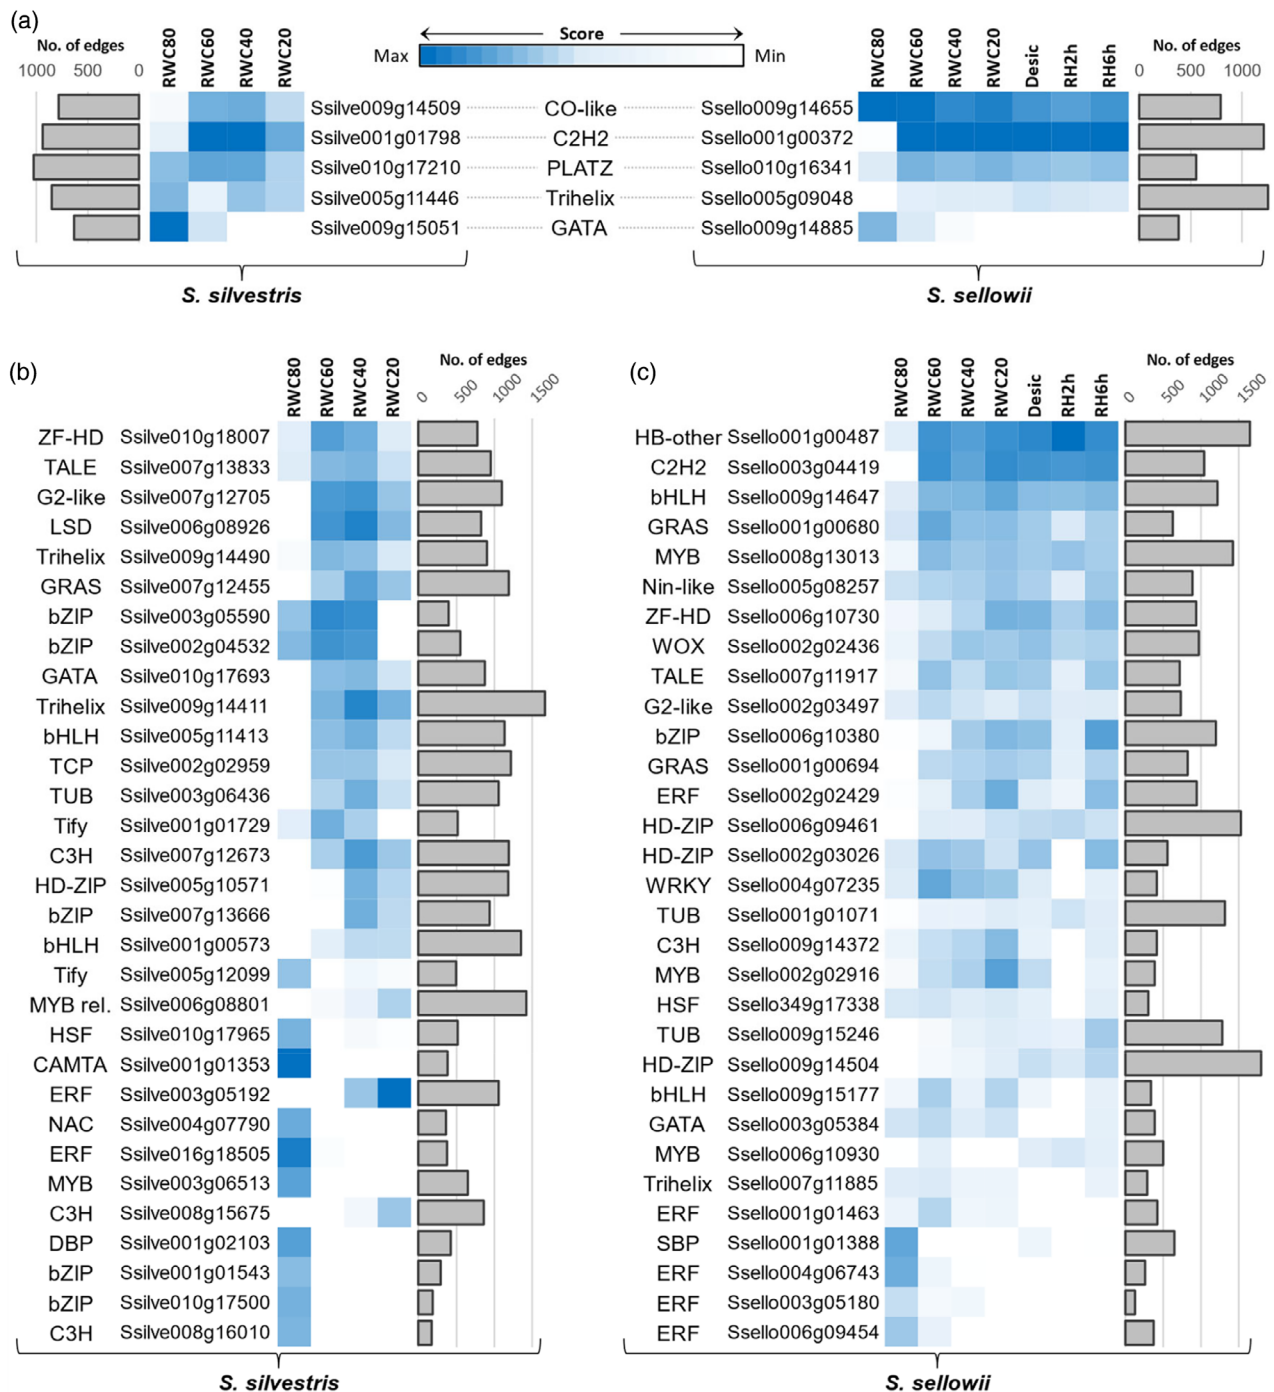 (a)
No. of edges
1000 500 0
RWC80 RWC60 RWC40 RWC20
Score
Max Min
RWC80 RWC60 RWC40 RWC20 Desic RH2h RH6h
No. of edges
0 500 1000
Ssilve009g14509 CO-like Ssello009g14655
Ssilve001g01798 C2H2 Ssello001g00372
Ssilve010g17210 PLATZ Ssello010g16341
Ssilve005g11446 Trihelix Ssello005g09048
Ssilve009g15051 GATA Ssello009g14885
S. silvestris S. sellowii
(b)
RWC80 RWC60 RWC40 RWC20
No. of edges
0 500 1000 1500
ZF-HD Ssilve010g18007
TALE Ssilve007g13833
G2-like Ssilve007g12705
LSD Ssilve006g08926
Trihelix Ssilve009g14490
GRAS Ssilve007g12455
bZIP Ssilve003g05590
bZIP Ssilve002g04532
GATA Ssilve010g17693
Trihelix Ssilve009g14411
bHLH Ssilve005g11413
TCP Ssilve002g02959
TUB Ssilve003g06436
Tify Ssilve001g01729
C3H Ssilve007g12673
HD-ZIP Ssilve005g10571
bZIP Ssilve007g13666
bHLH Ssilve001g00573
Tify Ssilve005g12099
MYB rel. Ssilve006g08801
HSF Ssilve010g17965
CAMTA Ssilve001g01353
ERF Ssilve003g05192
NAC Ssilve004g07790
ERF Ssilve016g18505
MYB Ssilve003g06513
C3H Ssilve008g15675
DBP Ssilve001g02103
bZIP Ssilve001g01543
bZIP Ssilve010g17500
C3H Ssilve008g16010
S. silvestris
(c)
RWC80 RWC60 RWC40 RWC20 Desic RH2h RH6h
No. of edges
0 500 1000 1500
HB-other Ssello001g00487
C2H2 Ssello003g04419
bHLH Ssello009g14647
GRAS Ssello001g00680
MYB Ssello008g13013
Nin-like Ssello005g08257
ZF-HD Ssello006g10730
WOX Ssello002g02436
TALE Ssello007g11917
G2-like Ssello002g03497
bZIP Ssello006g10380
GRAS Ssello001g00694
ERF Ssello002g02429
HD-ZIP Ssello006g09461
HD-ZIP Ssello002g03026
WRKY Ssello004g07235
TUB Ssello001g01071
C3H Ssello009g14372
MYB Ssello002g02916
HSF Ssello349g17338
TUB Ssello009g15246
HD-ZIP Ssello009g14504
bHLH Ssello009g15177
GATA Ssello003g05384
MYB Ssello006g10930
Trihelix Ssello007g11885
ERF Ssello001g01463
SBP Ssello001g01388
ERF Ssello004g06743
ERF Ssello003g05180
ERF Ssello006g09454
S. sellowii